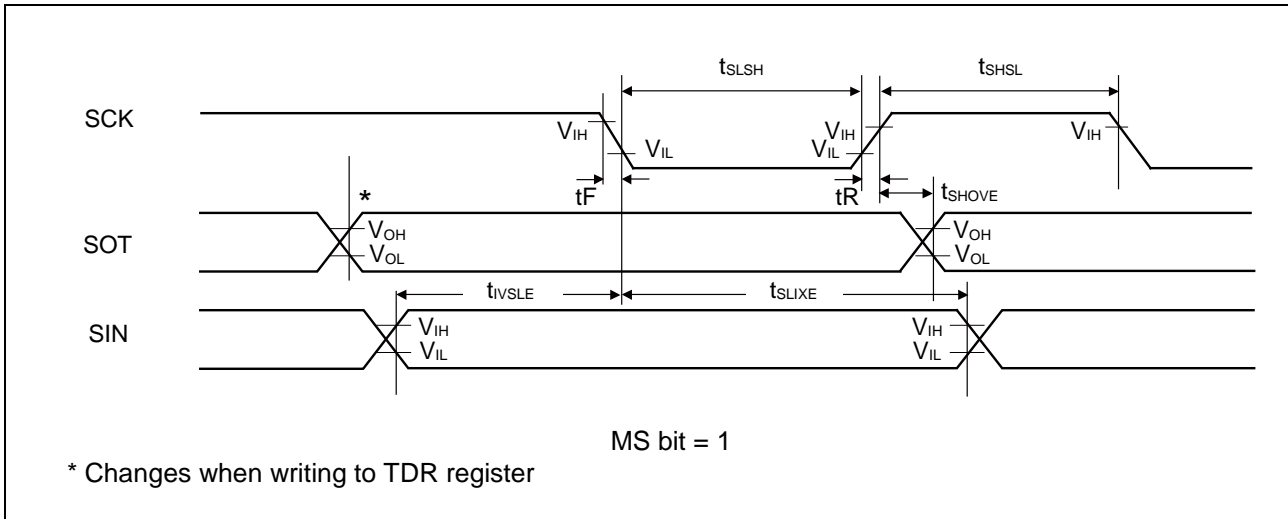 tSLSH
tSHSL
SCK
VIH
VIL
VIH
VIL
VIH
tF
tR
tSHOVE
*
SOT
VOH
VOL
VOH
VOL
tIVSLE
tSLIXE
SIN
VIH
VIL
VIH
VIL
MS bit = 1
* Changes when writing to TDR register